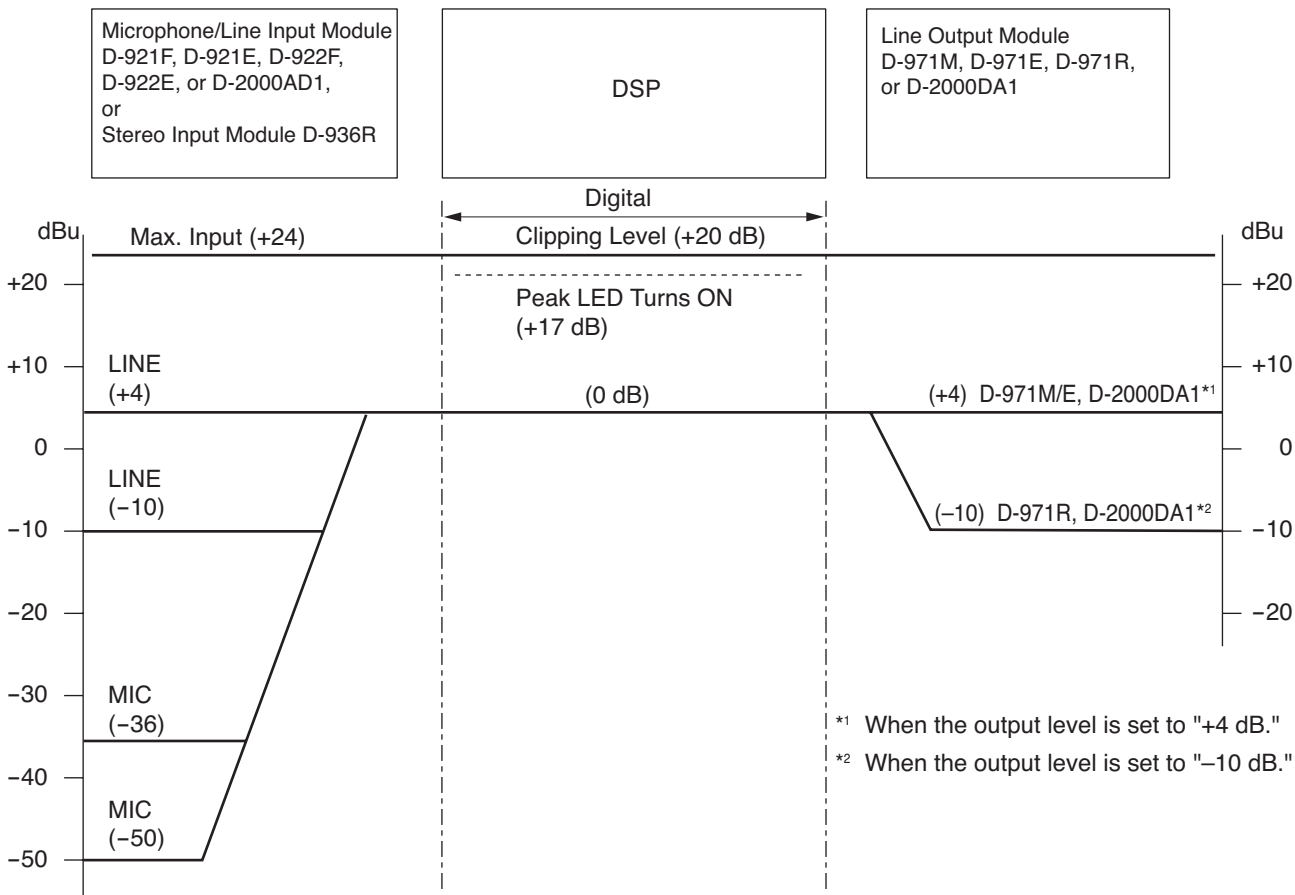 Microphone/Line Input Module
D-921F, D-921E, D-922F,
D-922E, or D-2000AD1,
or
Stereo Input Module D-936R
DSP
Line Output Module
D-971M, D-971E, D-971R,
or D-2000DA1
Digital
dBu
Max. Input (+24)
Clipping Level (+20 dB)
dBu
+20
+20
Peak LED Turns ON
(+17 dB)
+10
+10
LINE
(+4)
(0 dB)
(+4) D-971M/E, D-2000DA1*1
0
0
LINE
(−10)
(−10) D-971R, D-2000DA1*2
−10
−10
−20
−20
−30
MIC
(−36)
*1 When the output level is set to "+4 dB."
*2 When the output level is set to "−10 dB."
−40
MIC
(−50)
−50